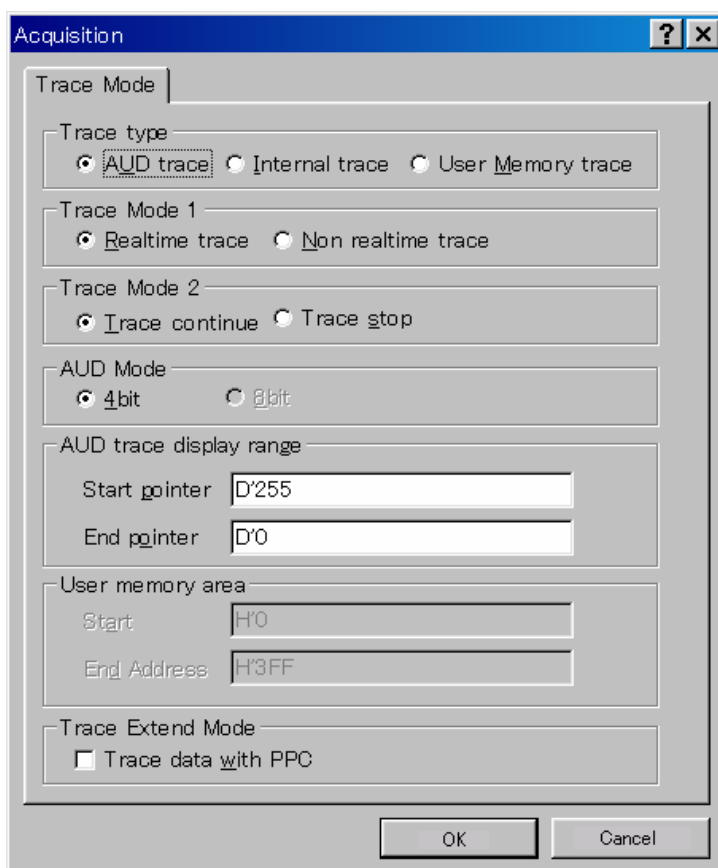 Acquisition
Trace Mode
Trace type
AUD trace Internal trace User Memory trace
Trace Mode 1
Realtime trace Non realtime trace
Trace Mode 2
Trace continue Trace stop
AUD Mode
4bit 8bit
AUD trace display range
Start pointer D'255
End pointer D'0
User memory area
Start H'0
End Address H'3FF
Trace Extend Mode
Trace data with PPC
OK Cancel